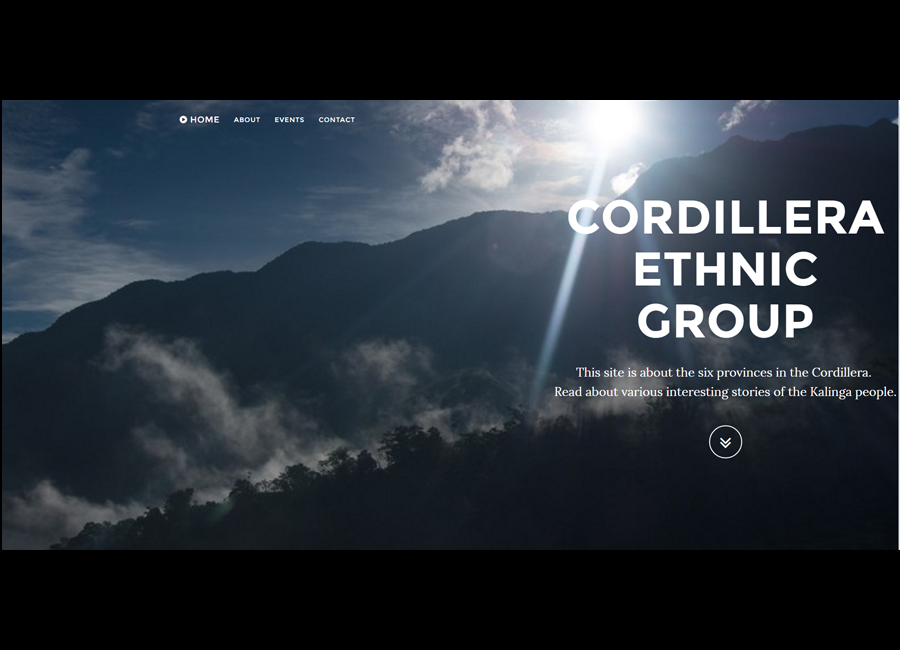 HOME ABOUT EVENTS CONTACT
CORDILLERA
ETHNIC
GROUP
This site is about the six provinces in the Cordillera.
Read about various interesting stories of the Kalinga people.